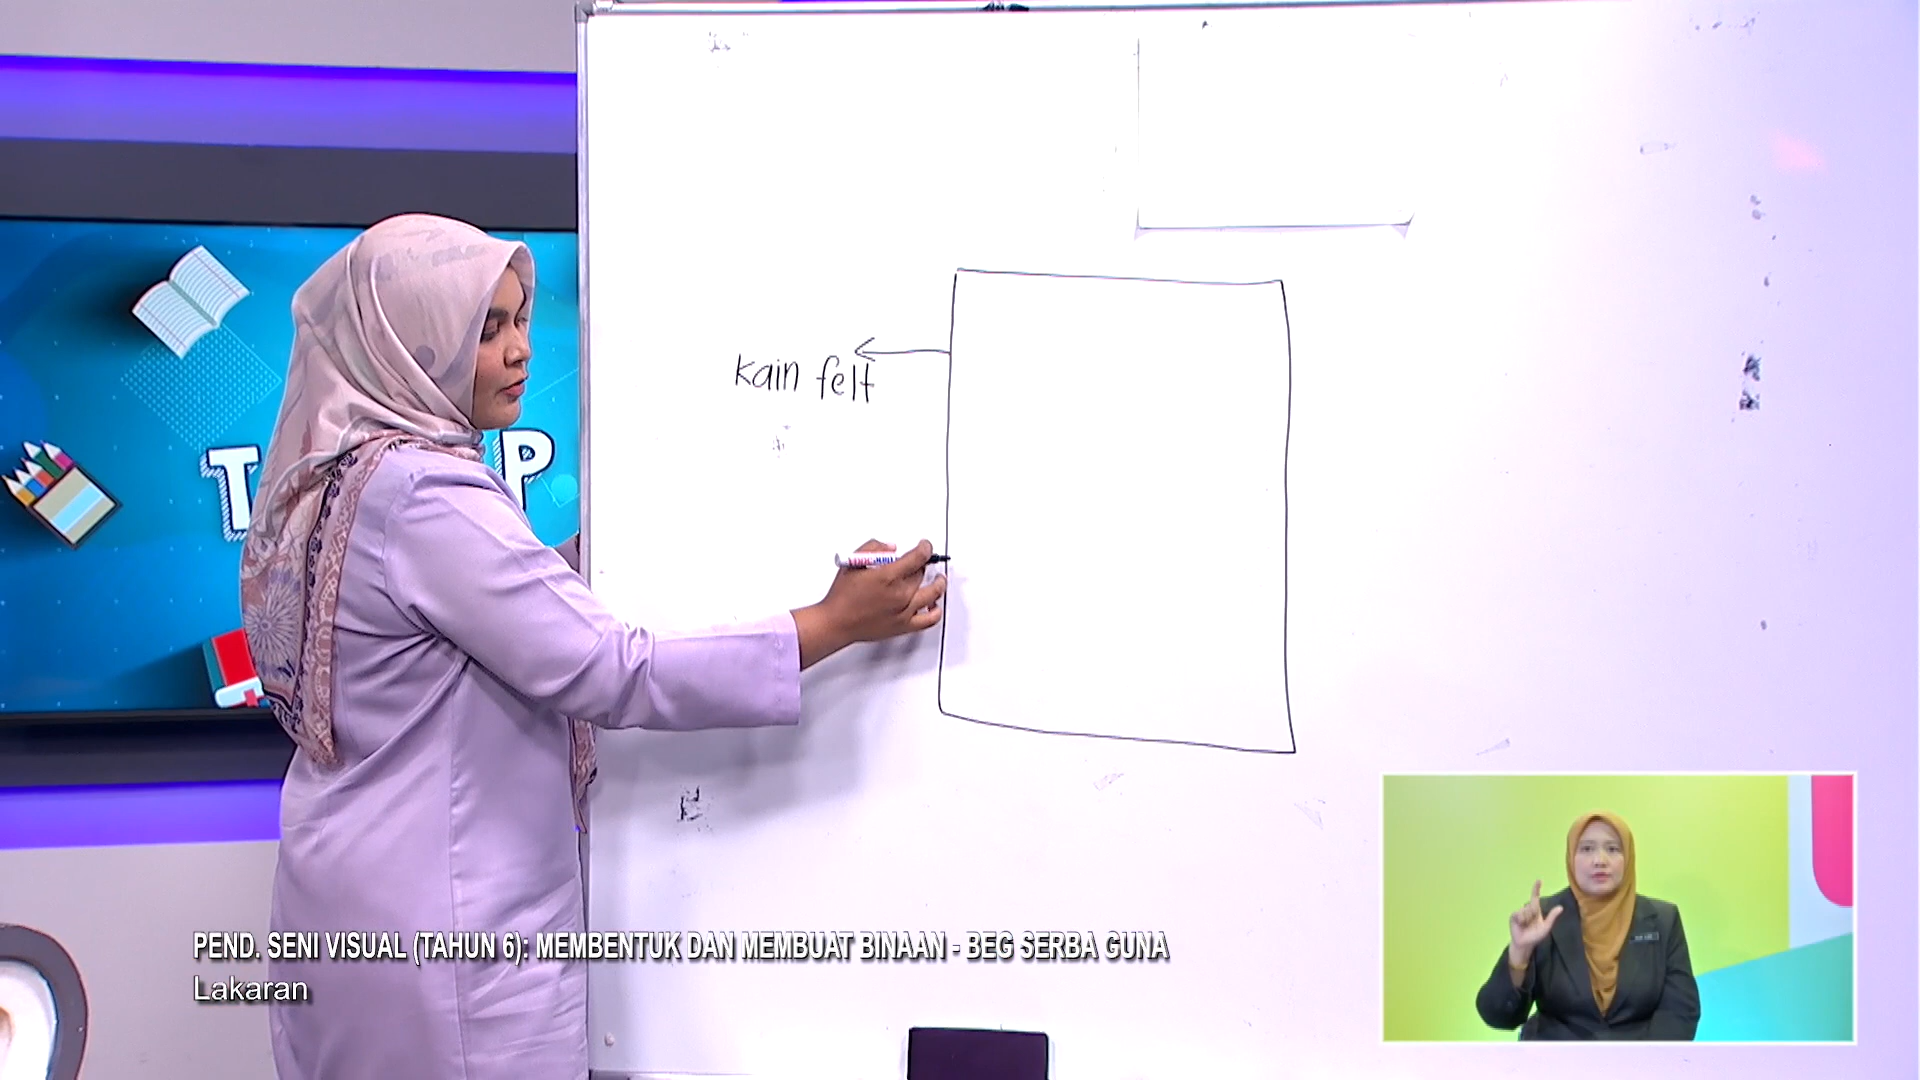 kain felt
T P
PEND. SENI VISUAL (TAHUN 6): MEMBENTUK DAN MEMBUAT BINAAN - BEG SERBA GUNA
Lakaran